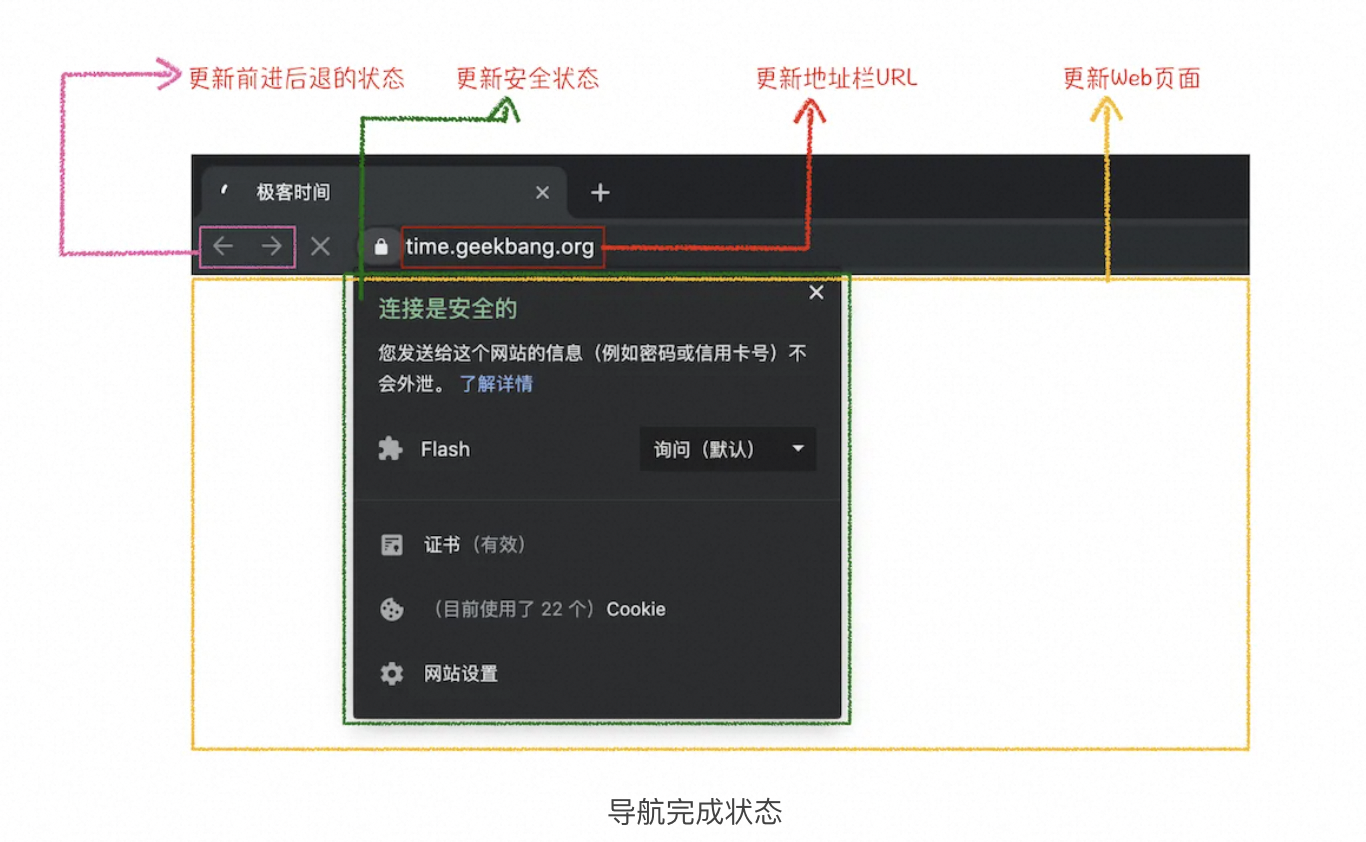 更新前进后退的状态
更新安全状态
更新地址栏URL
更新Web页面
极客时间
time.geekbang.org
连接是安全的
您发送给这个网站的信息（例如密码或信用卡号）不
会外泄。 了解详情
Flash
询问（默认）
证书（有效）
（目前使用了 22 个）Cookie
网站设置
导航完成状态